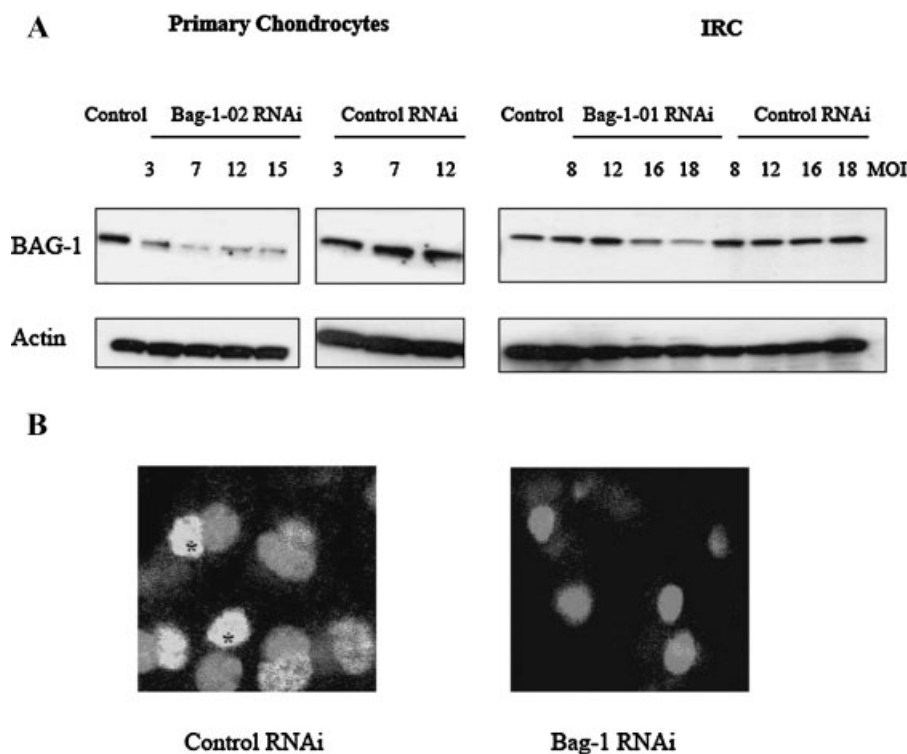 A
Primary Chondrocytes IRC
Control Bag-1-02 RNAi Control RNAi Control Bag-1-01 RNAi Control RNAi
3 7 12 15 3 7 12 8 12 16 18 8 12 16 18 MOI
BAG-1
Actin
B
* *
Control RNAi Bag-1 RNAi